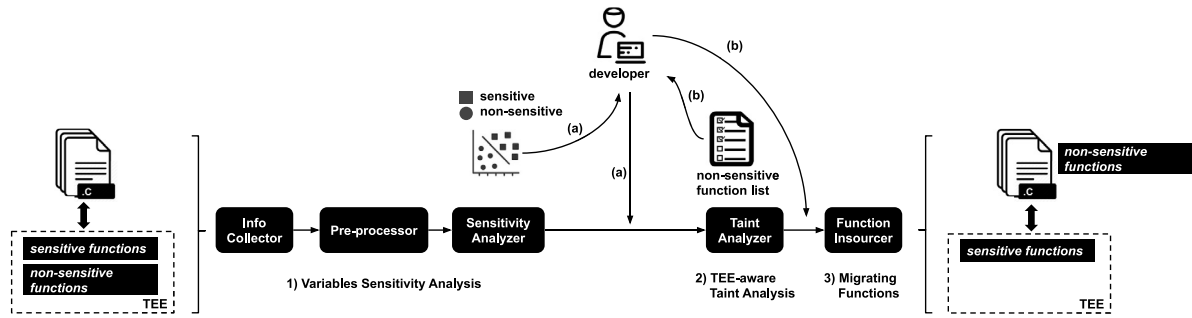 .C
sensitive functions
non-sensitive
functions
TEE
Info
Collector
Pre-processor
Sensitivity
Analyzer
1) Variables Sensitivity Analysis
sensitive
non-sensitive
(a)
developer
(a)
(b)
(b)
non-sensitive
function list
Taint
Analyzer
2) TEE-aware
Taint Analysis
Function
Insourcer
3) Migrating
Functions
.C
non-sensitive
functions
sensitive functions
TEE